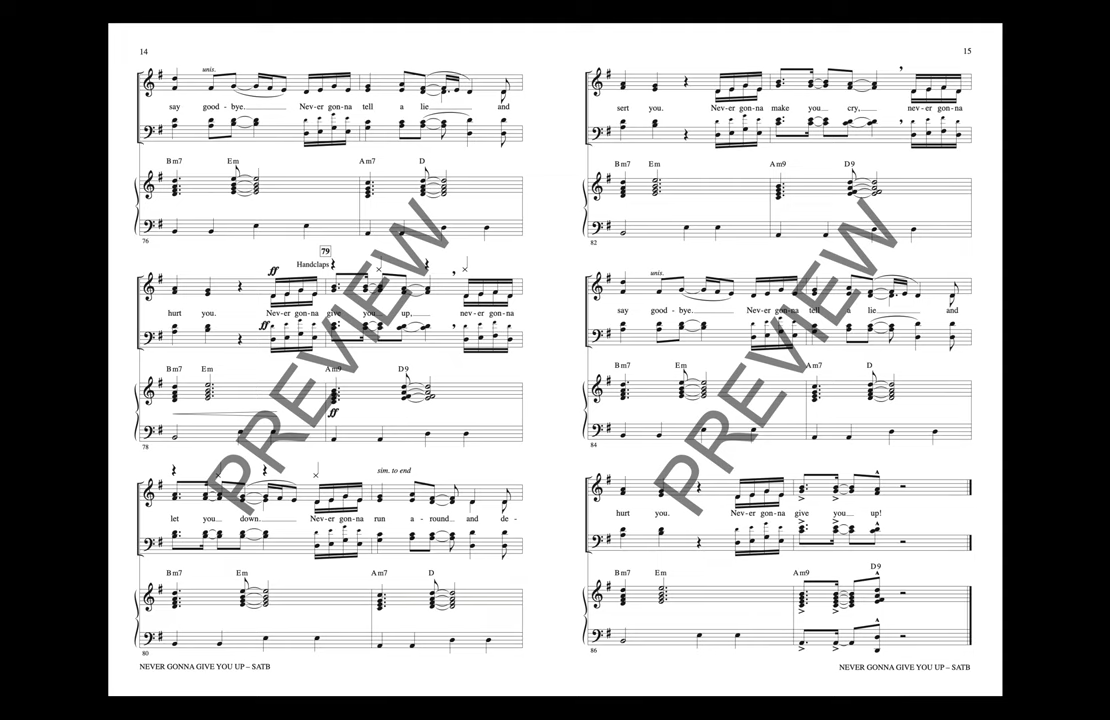 14
unis.
say good - bye. Nev-er gon-na tell a lie and
Bm7 Em Am7 D
76
79
Handclaps
ff
hurt you. Nev-er gon-na give you up, nev-er gon-na
ff
Bm7 Em Am9 D9
ff
78
sim. to end
let you down. Nev-er gon-na run a-round and de-
Bm7 Em Am7 D
80
NEVER GONNA GIVE YOU UP – SATB
PREVIEW
15
sert you. Nev-er gon-na make you cry, nev-er gon-na
Bm7 Em Am9 D9
82
unis.
say good - bye. Nev-er gon-na tell a lie and
Bm7 Em Am7 D
84
hurt you. Nev-er gon-na give you up!
Bm7 Em Am9 D9
86
NEVER GONNA GIVE YOU UP – SATB
PREVIEW